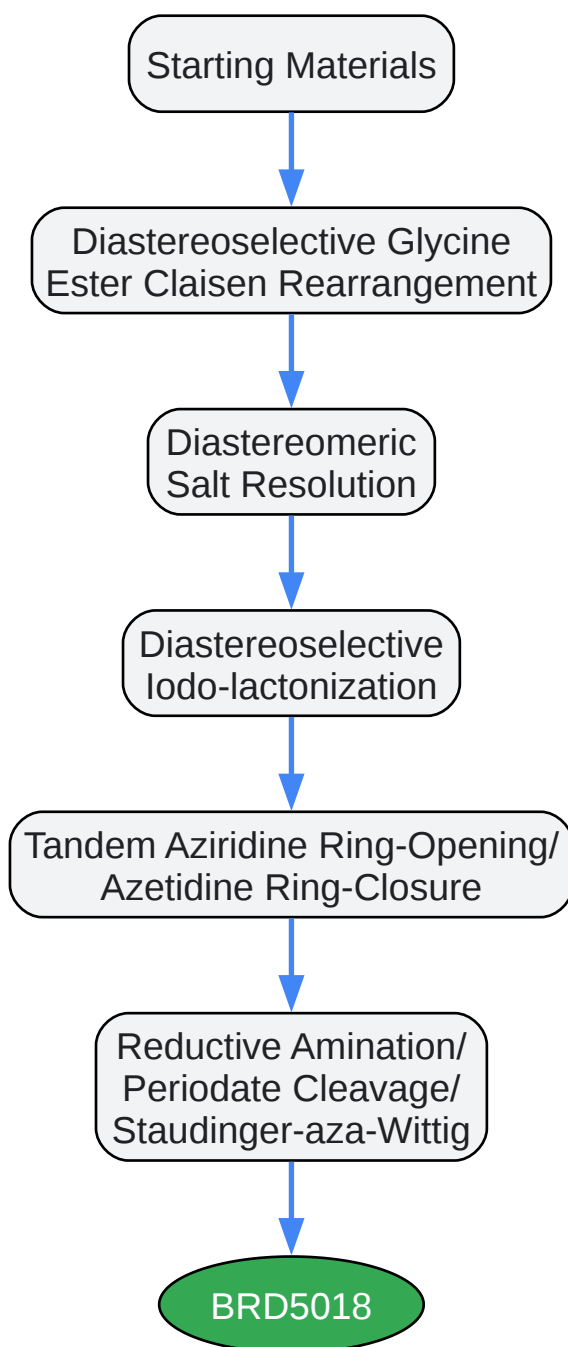 Starting Materials
Diastereoselective Glycine
Ester Claisen Rearrangement
Diastereomeric
Salt Resolution
Diastereoselective
Iodo-lactonization
Tandem Aziridine Ring-Opening/
Azetidine Ring-Closure
Reductive Amination/
Periodate Cleavage/
Staudinger-aza-Wittig
BRD5018